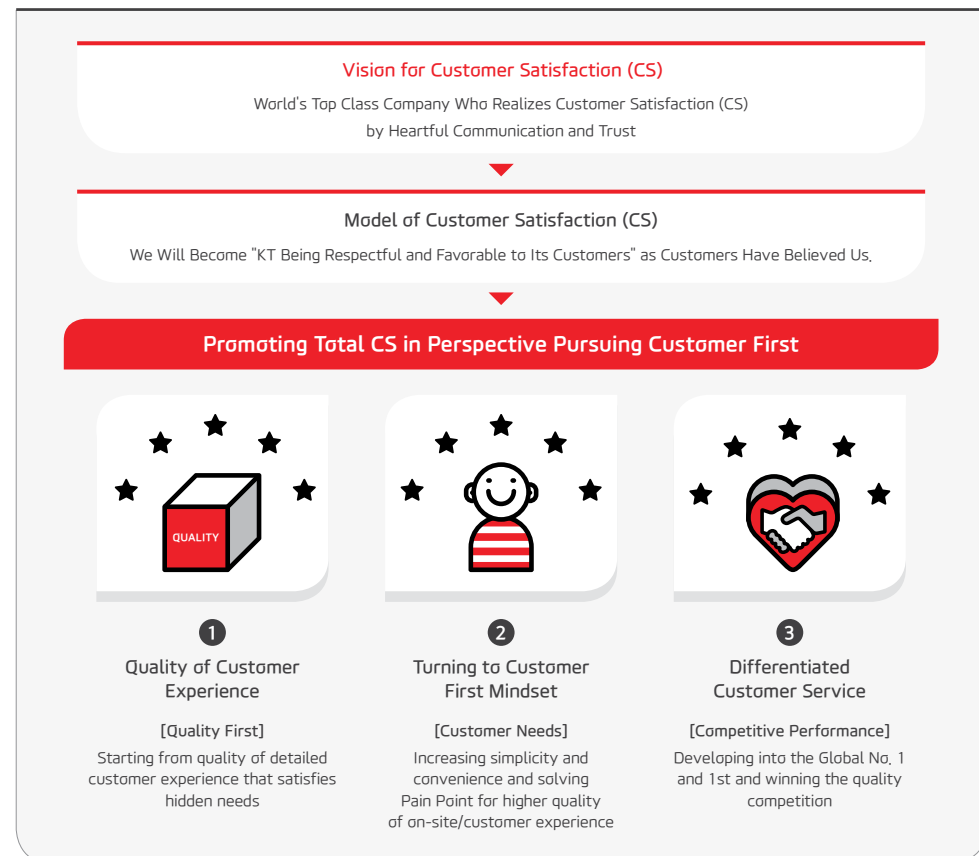 Vision for Customer Satisfaction (CS)
World's Top Class Company Who Realizes Customer Satisfaction (CS)
by Heartful Communication and Trust
Model of Customer Satisfaction (CS)
We Will Become "KT Being Respectful and Favorable to Its Customers" as Customers Have Believed Us.
Promoting Total CS in Perspective Pursuing Customer First
QUALITY
1
Quality of Customer
Experience
[Quality First]
Starting from quality of detailed
customer experience that satisfies
hidden needs
2
Turning to Customer
First Mindset
[Customer Needs]
Increasing simplicity and
convenience and solving
Pain Point for higher quality
of on-site/customer experience
3
Differentiated
Customer Service
[Competitive Performance]
Developing into the Global No. 1
and 1st and winning the quality
competition